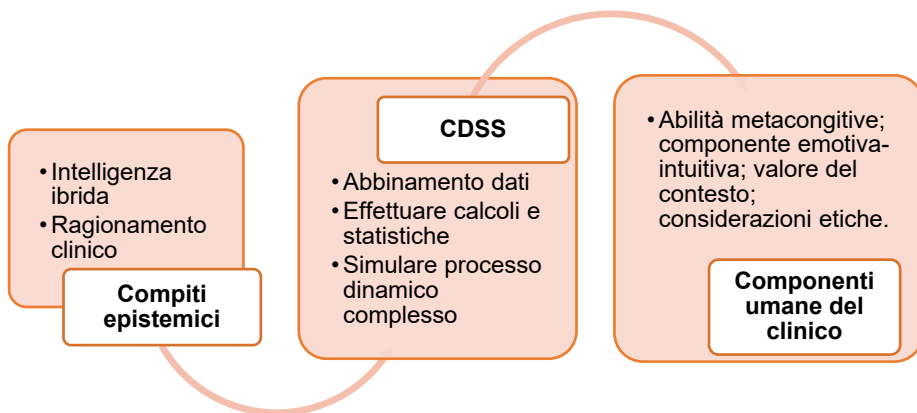 • Intelligenza
ibrida
• Ragionamento
clinico
Compiti
epistemici
CDSS
• Abbinamento dati
• Effettuare calcoli e
statistiche
• Simulare processo
dinamico
complesso
• Abilità metacongitive;
componente emotiva-
intuitiva; valore del
contesto;
considerazioni etiche.
Componenti
umane del
clinico